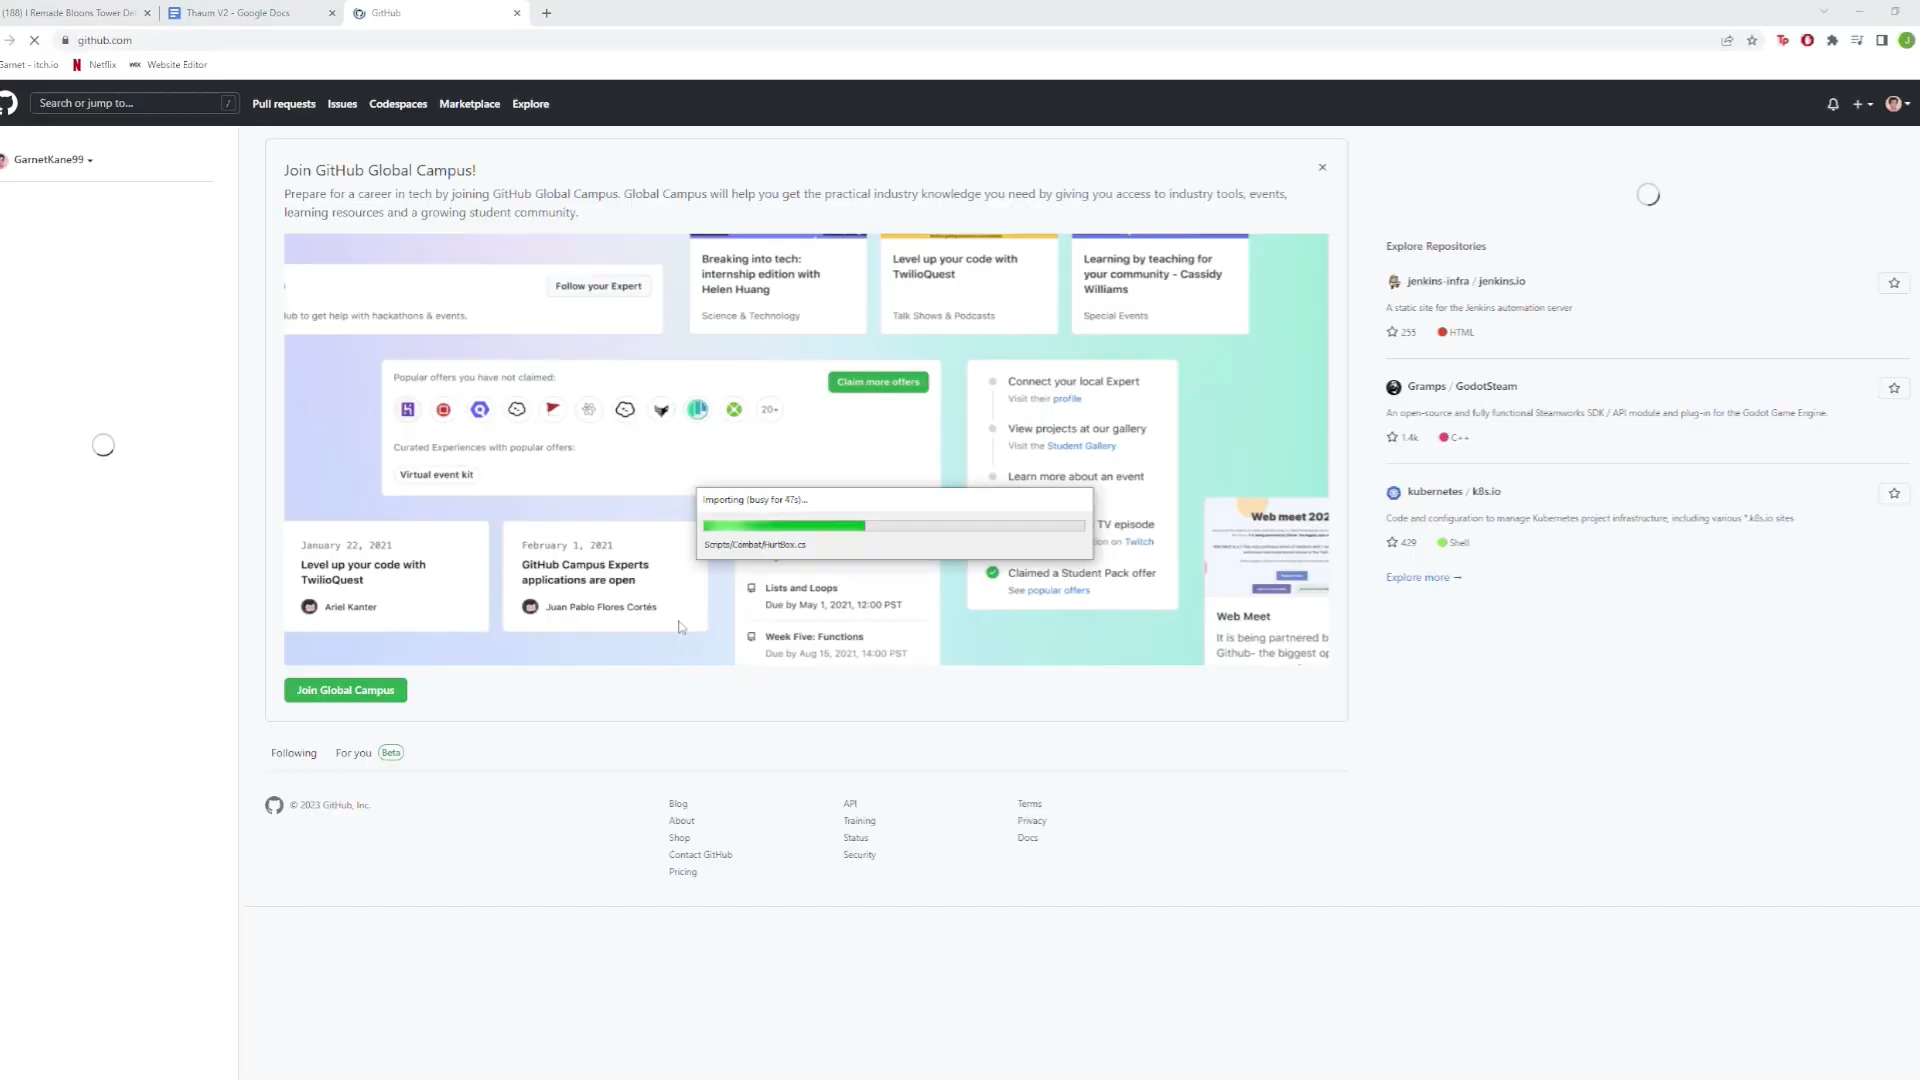 (188) I Remade Bloons Tower De
Thaum V2 - Google Docs
GitHub
github.com
Garnet - itch.io
Netflix
Website Editor
Search or jump to...
/
Pull requests
Issues
Codespaces
Marketplace
Explore
GarnetKane99
Join GitHub Global Campus!
Prepare for a career in tech by joining GitHub Global Campus. Global Campus will help you get the practical industry knowledge you need by giving you access to industry tools, events,
learning resources and a growing student community.
Follow your Expert
lub to get help with hackathons & events.
Breaking into tech:
internship edition with
Helen Huang
Science & Technology
Level up your code with
TwilioQuest
Talk Shows & Podcasts
Learning by teaching for
your community - Cassidy
Williams
Special Events
Popular offers you have not claimed:
Claim more offers
20+
Curated Experiences with popular offers:
Virtual event kit
Connect your local Expert
Visit their profile
View projects at our gallery
Visit the Student Gallery
Learn more about an event
TV episode
on on Twitch
Claimed a Student Pack offer
See popular offers
Importing (busy for 47s)...
Scripts/Combat/HurtBox.cs
January 22, 2021
Level up your code with
TwilioQuest
Ariel Kanter
February 1, 2021
GitHub Campus Experts
applications are open
Juan Pablo Flores Cortés
Lists and Loops
Due by May 1, 2021, 12:00 PST
Week Five: Functions
Due by Aug 15, 2021, 14:00 PST
Web meet 202
Web Meet
It is being partnered b
Github- the biggest op
Join Global Campus
Following
For you
Beta
© 2023 GitHub, Inc.
Blog
About
Shop
Contact GitHub
Pricing
API
Training
Status
Security
Terms
Privacy
Docs
Explore Repositories
jenkins-infra / jenkins.io
A static site for the Jenkins automation server
255
HTML
Gramps / GodotSteam
An open-source and fully functional Steamworks SDK / API module and plug-in for the Godot Game Engine.
1.4k
C++
kubernetes / k8s.io
Code and configuration to manage Kubernetes project infrastructure, including various *.k8s.io sites
429
Shell
Explore more →